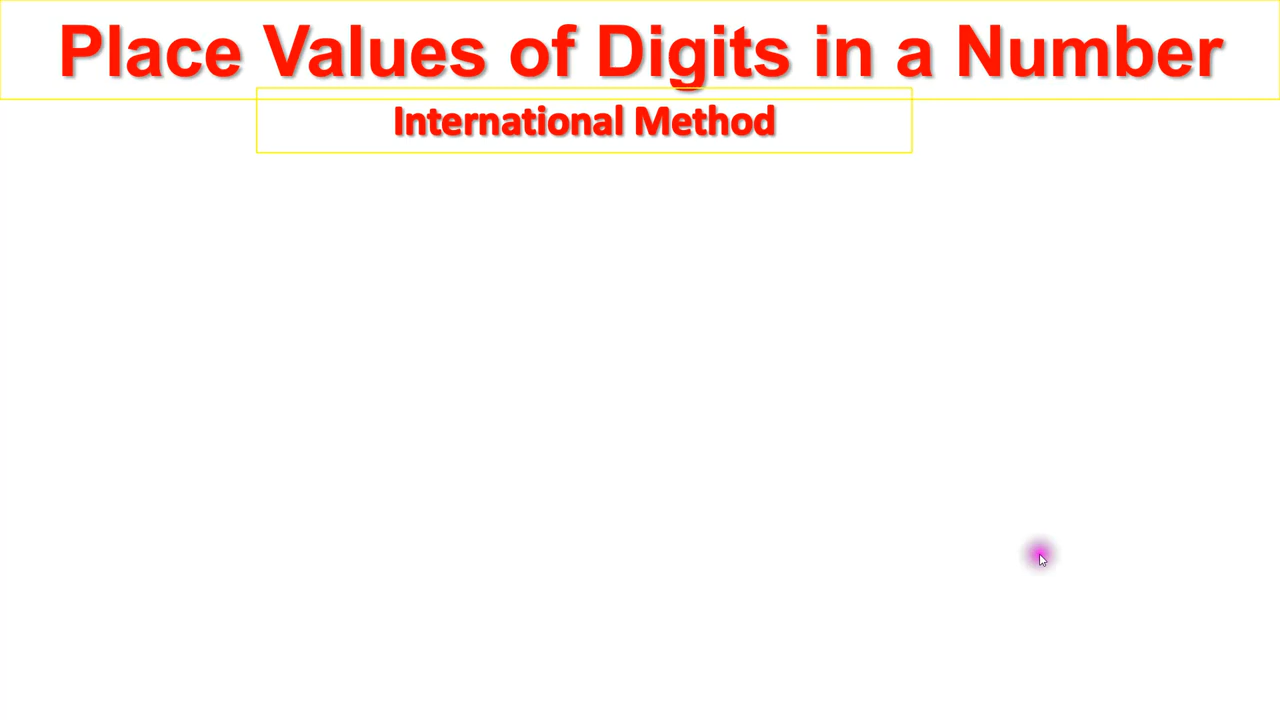 Place Values of Digits in a Number
International Method